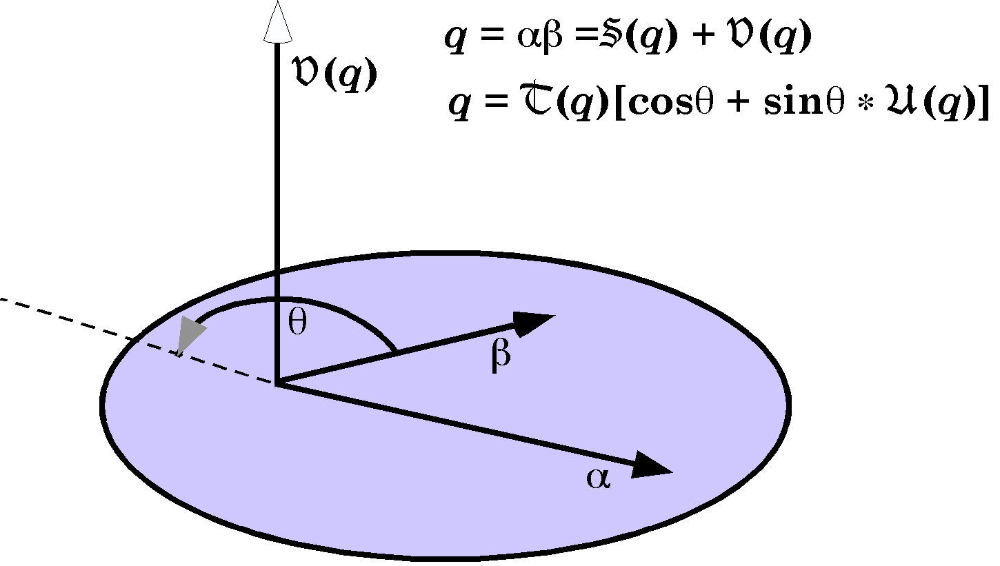 q = αβ =𝔖(q) + 𝔙(q)
𝔙(q)
q = 𝔗(q)[cosθ + sinθ * 𝔘(q)]
θ
β
α